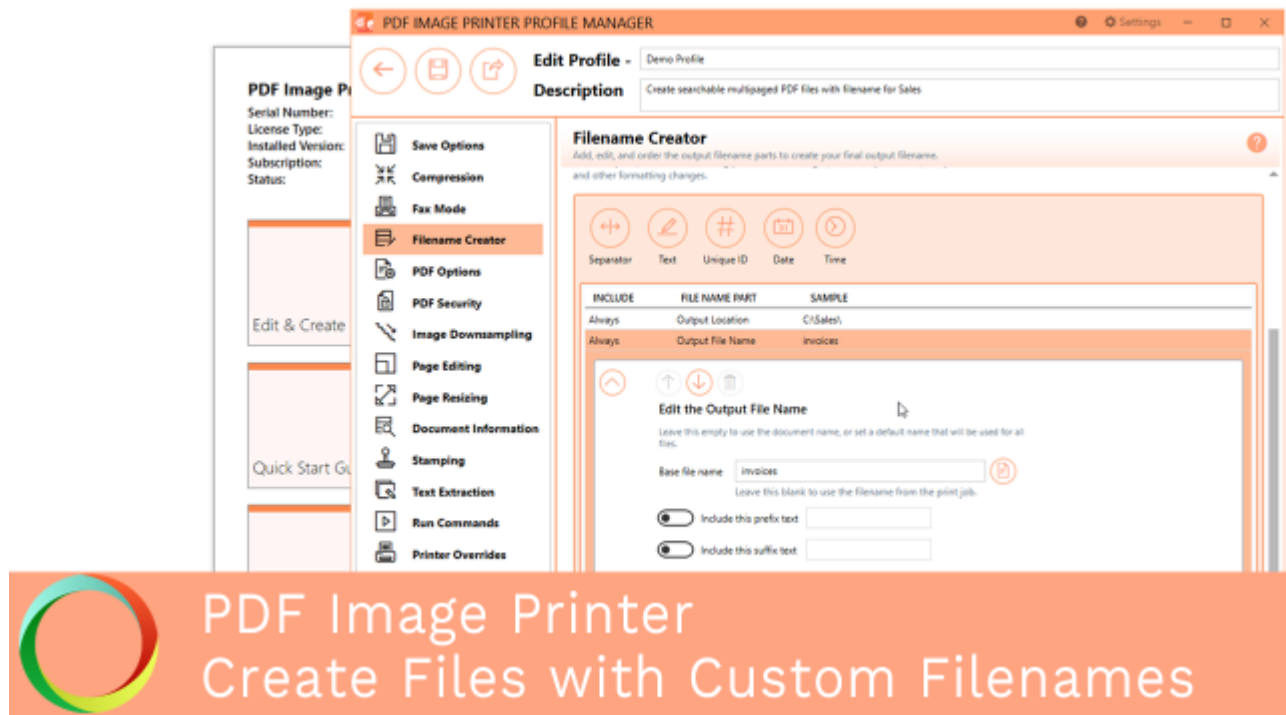 PDF IMAGE PRINTER PROFILE MANAGER
Settings
Edit Profile -
Demo Profile
Description
Create searchable multipaged PDF files with filename for Sales
PDF Image Pr
Serial Number:
License Type:
Installed Version:
Subscription:
Status:
Edit & Create
Quick Start Gu
Save Options
Compression
Fax Mode
Filename Creator
PDF Options
PDF Security
Image Downsampling
Page Editing
Page Resizing
Document Information
Stamping
Text Extraction
Run Commands
Printer Overrides
Filename Creator
Add, edit, and order the output filename parts to create your final output filename.
and other formatting changes.
Separator Text Unique ID Date Time
INCLUDE FILE NAME PART SAMPLE
Always Output Location C:\Sales\
Always Output File Name invoices
Edit the Output File Name
Leave this empty to use the document name, or set a default name that will be used for all
files.
Base file name invoices
Leave this blank to use the filename from the print job.
Include this prefix text
Include this suffix text
PDF Image Printer
Create Files with Custom Filenames